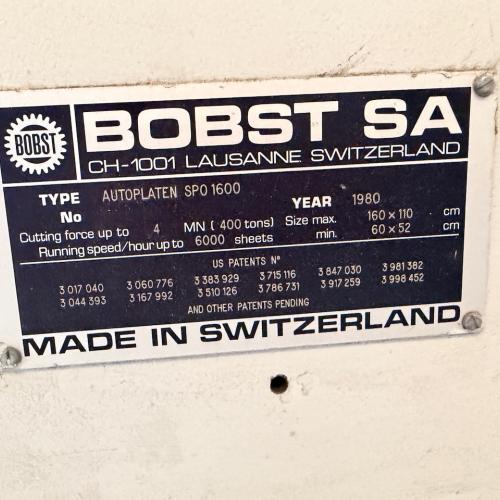 BOBST
BOBST SA
CH-1001 LAUSANNE SWITZERLAND
TYPE AUTOPLATEN SPO 1600
No YEAR 1980
Cutting force up to 4 MN ( 400 tons) Size max. 160 x 110 cm
Running speed/hour up to 6000 sheets min. 60 x 52 cm
US PATENTS N°
3 017 040 3 060 776 3 383 929 3 715 116 3 847 030 3 981 382
3 044 393 3 167 992 3 510 126 3 786 731 3 917 259 3 998 452
AND OTHER PATENTS PENDING
MADE IN SWITZERLAND